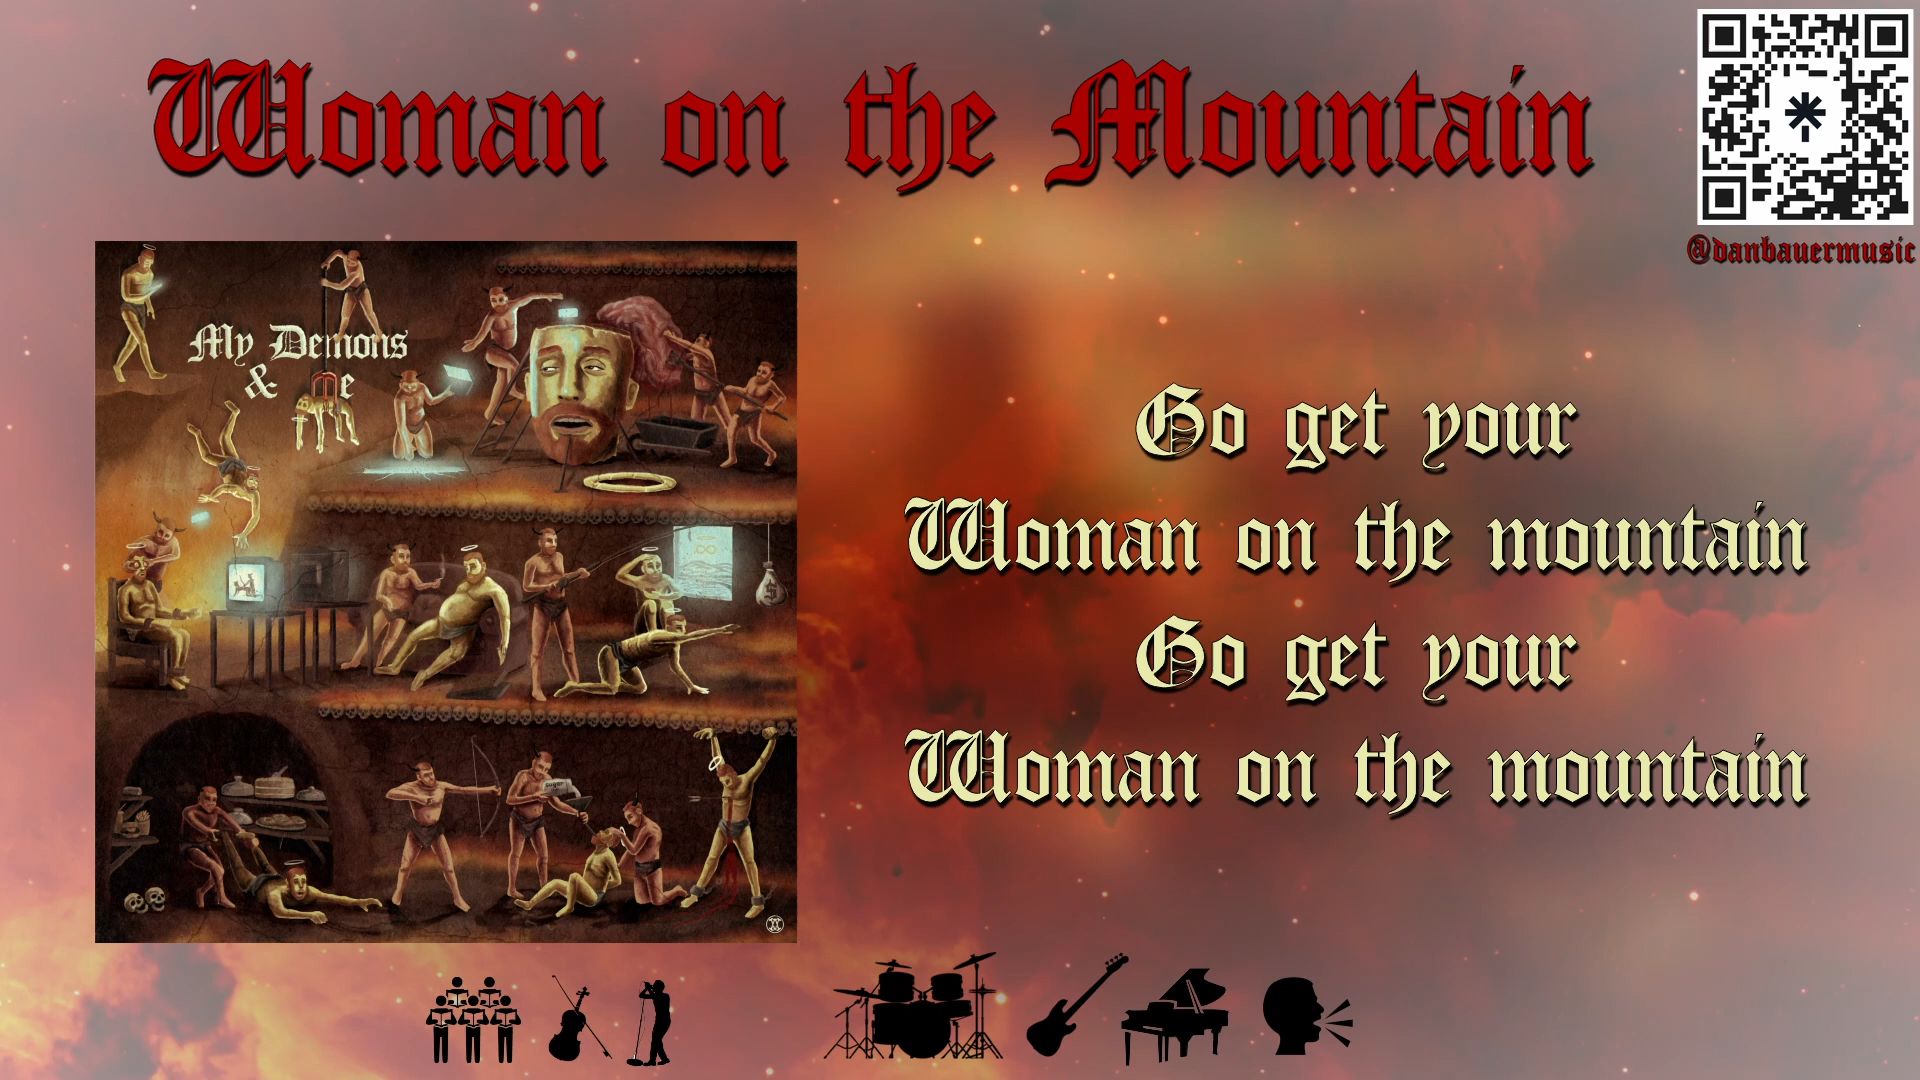 Woman on the Mountain
@danbauermusic
My Demons
& Me
Go get your
Woman on the mountain
Go get your
Woman on the mountain